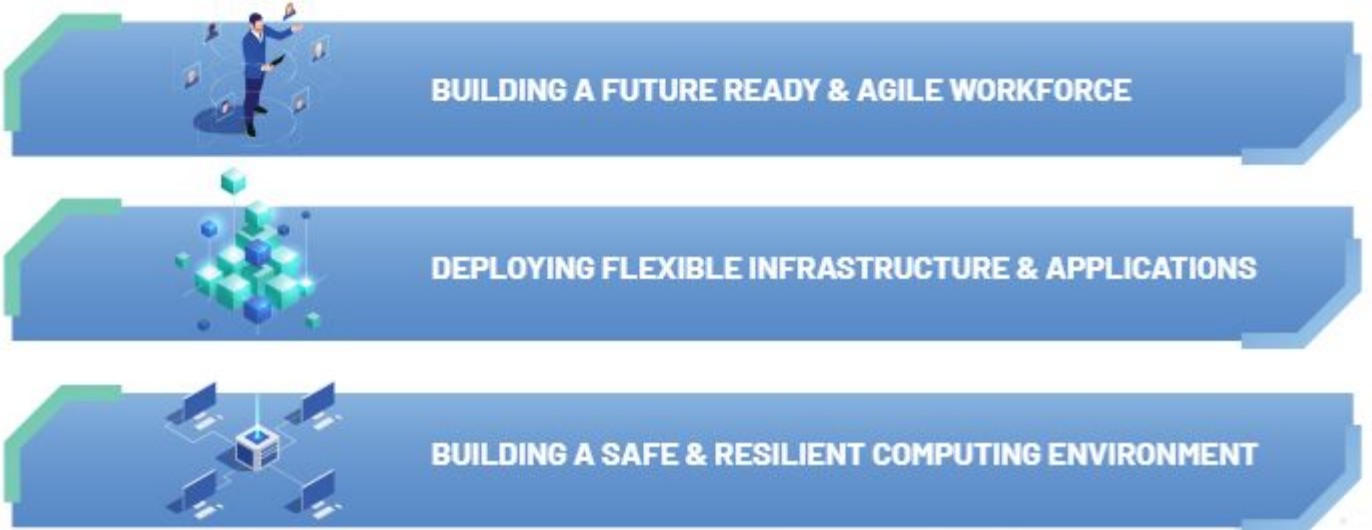 BUILDING A FUTURE READY & AGILE WORKFORCE
DEPLOYING FLEXIBLE INFRASTRUCTURE & APPLICATIONS
BUILDING A SAFE & RESILIENT COMPUTING ENVIRONMENT